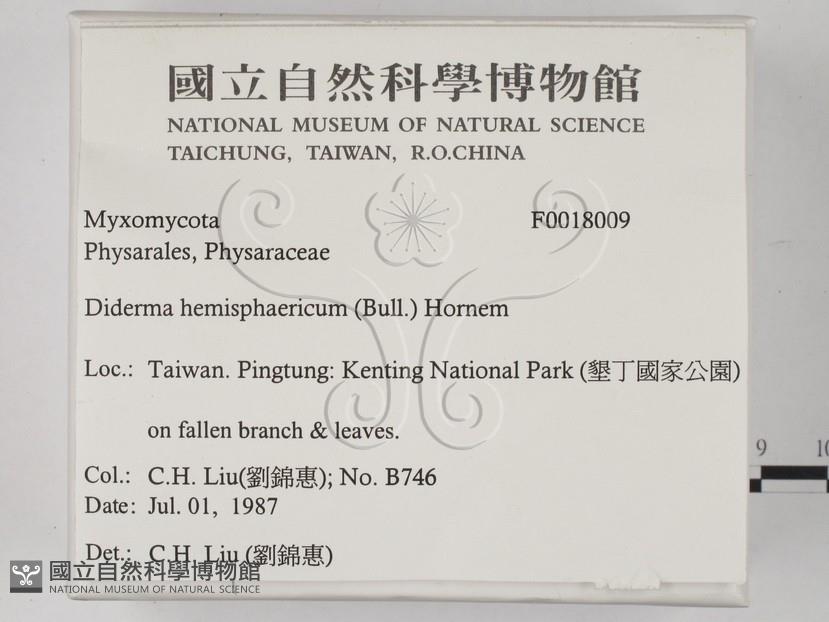 國立自然科學博物館
NATIONAL MUSEUM OF NATURAL SCIENCE
TAICHUNG, TAIWAN, R.O.CHINA
Myxomycota F0018009
Physarales, Physaraceae
Diderma hemisphaericum (Bull.) Hornem
Loc.: Taiwan. Pingtung: Kenting National Park (墾丁國家公園)
on fallen branch & leaves.
Col.: C.H. Liu(劉錦惠); No. B746
Date: Jul. 01, 1987
Det.: C.H. Liu (劉錦惠)
國立自然科學博物館
NATIONAL MUSEUM OF NATURAL SCIENCE
9 10